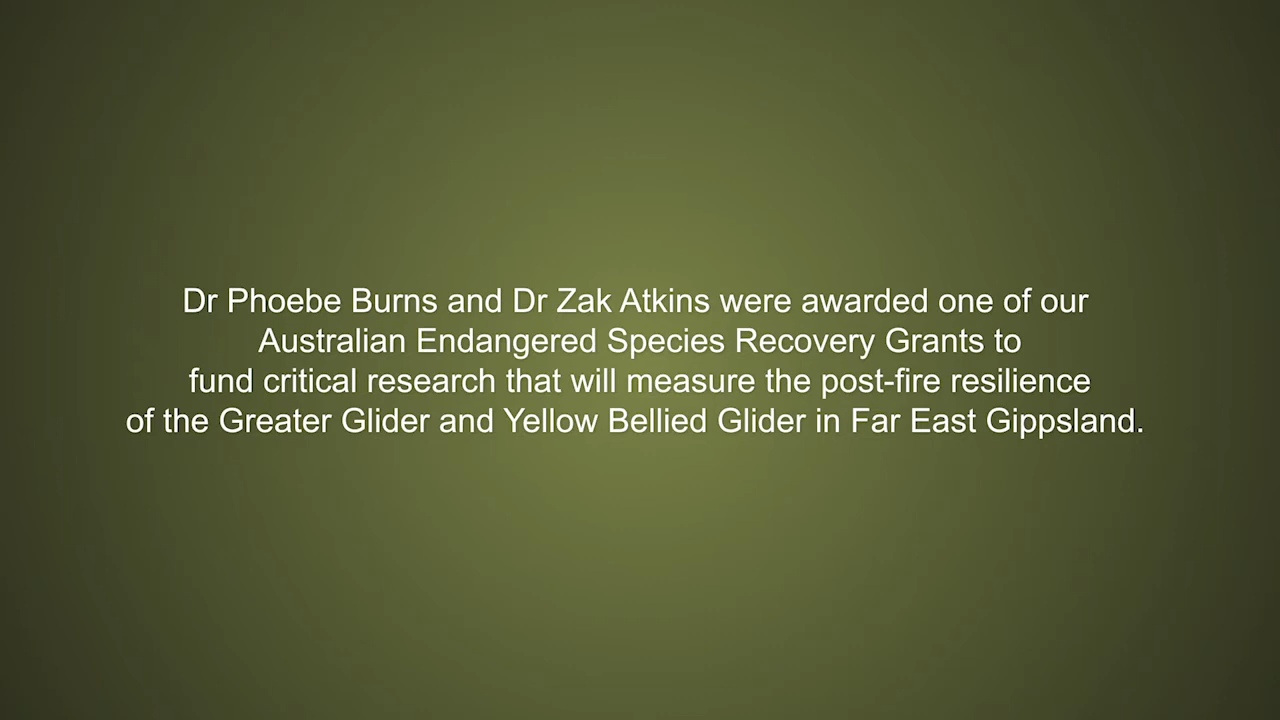 Dr Phoebe Burns and Dr Zak Atkins were awarded one of our
Australian Endangered Species Recovery Grants to
fund critical research that will measure the post-fire resilience
of the Greater Glider and Yellow Bellied Glider in Far East Gippsland.